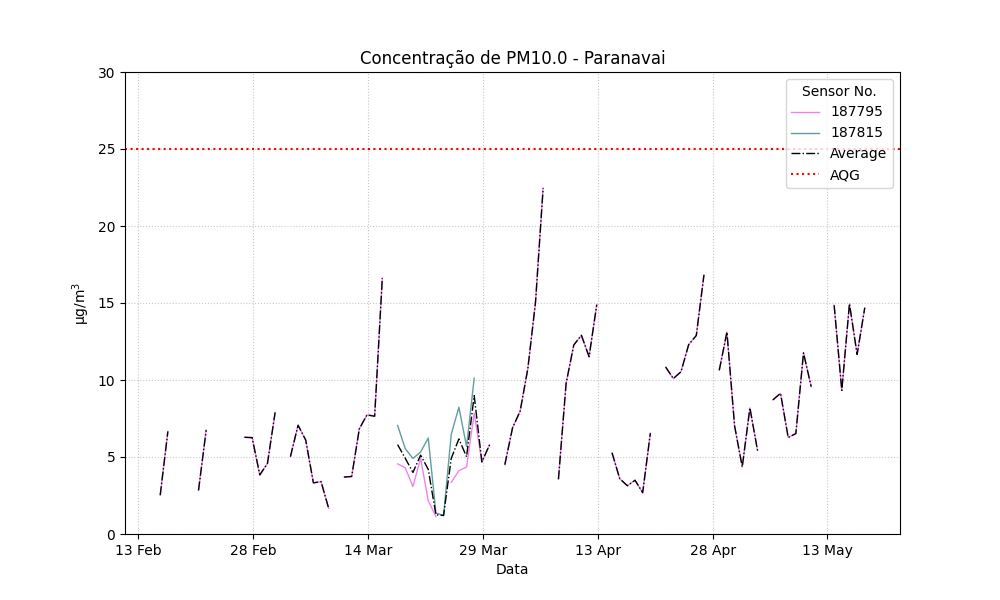 Concentração de PM10.0 - Paranavai
30
25
20
15
10
5
0
µg/m³
Sensor No.
187795
187815
Average
AQG
13 Feb 28 Feb 14 Mar 29 Mar 13 Apr 28 Apr 13 May
Data